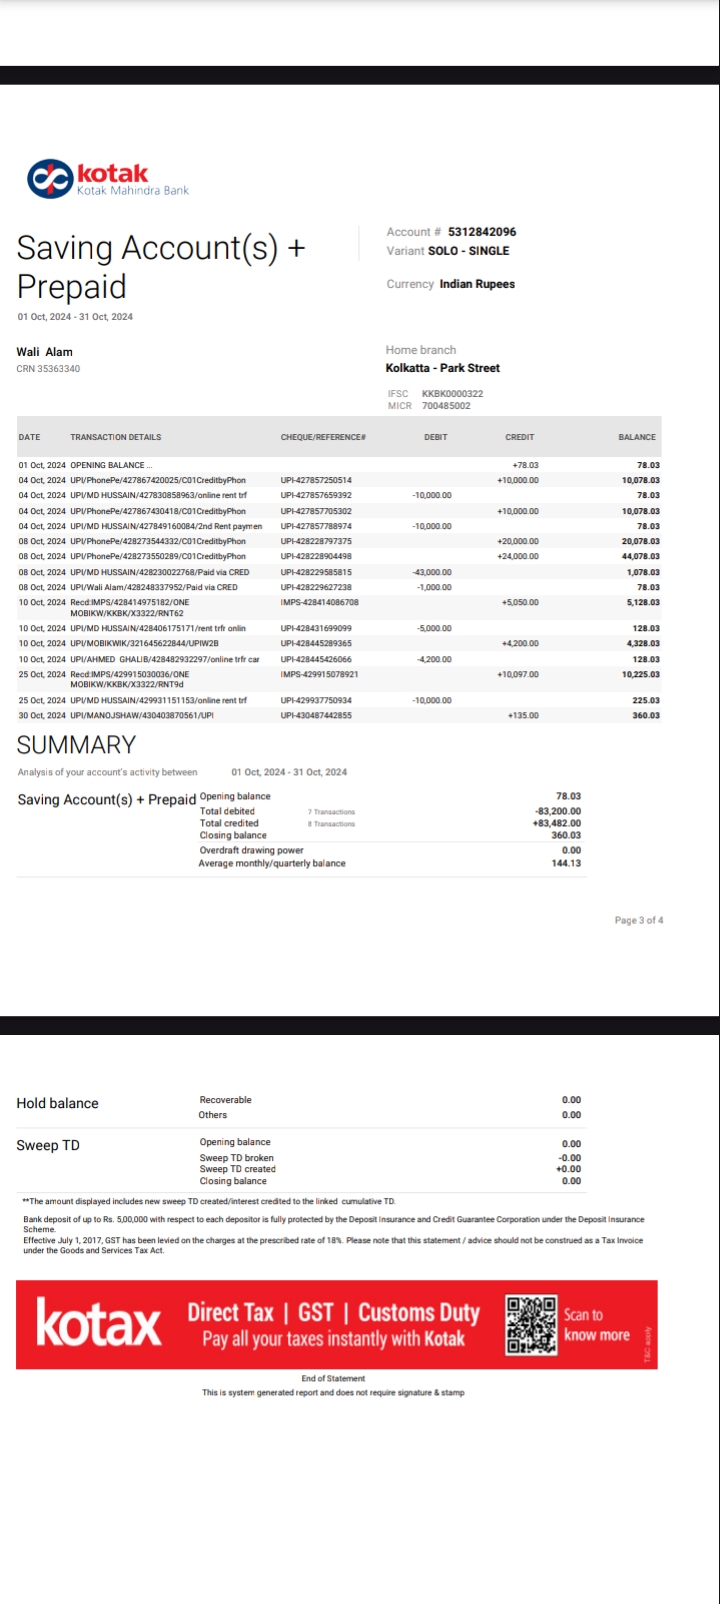 kotak
Kotak Mahindra Bank
Saving Account(s) +
Prepaid
01 Oct, 2024 - 31 Oct, 2024
Account # 5312842096
Variant SOLO - SINGLE
Currency Indian Rupees
Wali Alam
CRN 35363340
Home branch
Kolkatta - Park Street
IFSC KKBK0000322
MICR 700485002
DATE TRANSACTION DETAILS CHEQUE/REFERENCE# DEBIT CREDIT BALANCE
01 Oct, 2024 OPENING BALANCE ... +78.03 78.03
04 Oct, 2024 UPI/PhonePe/427867420025/C01CreditbyPhon UPI-427857250514 +10,000.00 10,078.03
04 Oct, 2024 UPI/MD HUSSAIN/427830858963/online rent trf UPI-427857659392 -10,000.00 78.03
04 Oct, 2024 UPI/PhonePe/427867430418/C01CreditbyPhon UPI-427857705302 +10,000.00 10,078.03
04 Oct, 2024 UPI/MD HUSSAIN/427849160084/2nd Rent paymen UPI-427857788974 -10,000.00 78.03
08 Oct, 2024 UPI/PhonePe/428273544332/C01CreditbyPhon UPI-428228797375 +20,000.00 20,078.03
08 Oct, 2024 UPI/PhonePe/428273550289/C01CreditbyPhon UPI-428228904498 +24,000.00 44,078.03
08 Oct, 2024 UPI/MD HUSSAIN/428230022768/Paid via CRED UPI-428229585815 -43,000.00 1,078.03
08 Oct, 2024 UPI/Wali Alam/428248337952/Paid via CRED UPI-428229627238 -1,000.00 78.03
10 Oct, 2024 Recd:IMPS/428414975182/ONE IMPS-428414086708 +5,050.00 5,128.03
MOBIKW/KKBK/X3322/RNT62
10 Oct, 2024 UPI/MD HUSSAIN/428406175171/rent trfr onlin UPI-428431699099 -5,000.00 128.03
10 Oct, 2024 UPI/MOBIKWIK/321645622844/UPIW2B UPI-428445289365 +4,200.00 4,328.03
10 Oct, 2024 UPI/AHMED GHALIB/428482932297/online trfr car UPI-428445426066 -4,200.00 128.03
25 Oct, 2024 Recd:IMPS/429915030036/ONE IMPS-429915078921 +10,097.00 10,225.03
MOBIKW/KKBK/X3322/RNT9d
25 Oct, 2024 UPI/MD HUSSAIN/429931151153/online rent trf UPI-429937750934 -10,000.00 225.03
30 Oct, 2024 UPI/MANOJSHAW/430403870561/UPI UPI-430487442855 +135.00 360.03
SUMMARY
Analysis of your account's activity between 01 Oct, 2024 - 31 Oct, 2024
Saving Account(s) + Prepaid Opening balance 78.03
Total debited 7 Transactions -83,200.00
Total credited 8 Transactions +83,482.00
Closing balance 360.03
Overdraft drawing power 0.00
Average monthly/quarterly balance 144.13
Page 3 of 4
Hold balance Recoverable 0.00
Others 0.00
Sweep TD Opening balance 0.00
Sweep TD broken -0.00
Sweep TD created +0.00
Closing balance 0.00
**The amount displayed includes new sweep TD created/interest credited to the linked cumulative TD.
Bank deposit of up to Rs. 5,00,000 with respect to each depositor is fully protected by the Deposit Insurance and Credit Guarantee Corporation under the Deposit Insurance
Scheme.
Effective July 1, 2017, GST has been levied on the charges at the prescribed rate of 18%. Please note that this statement / advice should not be construed as a Tax Invoice
under the Goods and Services Tax Act.
kotax
Direct Tax | GST | Customs Duty
Pay all your taxes instantly with Kotak
Scan to
know more
T&C apply
End of Statement
This is system generated report and does not require signature & stamp